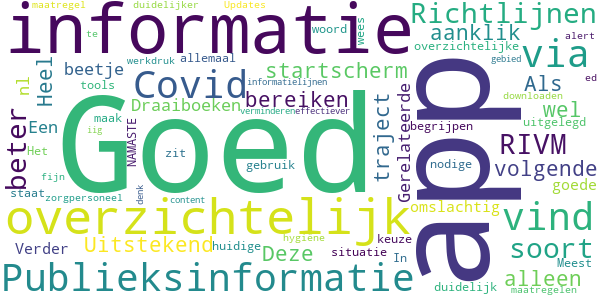 maatregel duidelijker Updates
informatie
Richtlijnen
te woord wees
aanklik
alert
werkdruk allemaal
overzichtelijke
via
gebied
Heel
beetje
startscherm
Als
ed
nl
tools
Covid
informatielijnen
downloaden
beter
Een
Draaiboeken
bereiken
traject
Gerelateerde
app
wel
uitgelegd
maak
NAMASTE
Goed
verminderen
effectiever
begrijpen
RIVM
Het
iig
fijn
zit
gebruik
nodige
volgende
staat
zorgpersoneel
denk
content
goede
overzichtelijk
omslachtig
vind
Verder
Uitstekend
hygiene
huidige
Deze
keuze
situatie
In
soort
Meest
Publieksinformatie
duidelijk
alleen
maatregelen